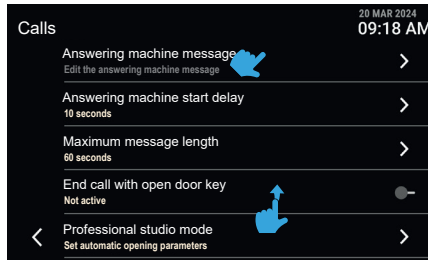 20 MAR 2024
Calls
09:18 AM
Answering machine message
Edit the answering machine message
Answering machine start delay
10 seconds
Maximum message length
60 seconds
End call with open door key
Not active
Professional studio mode
Set automatic opening parameters